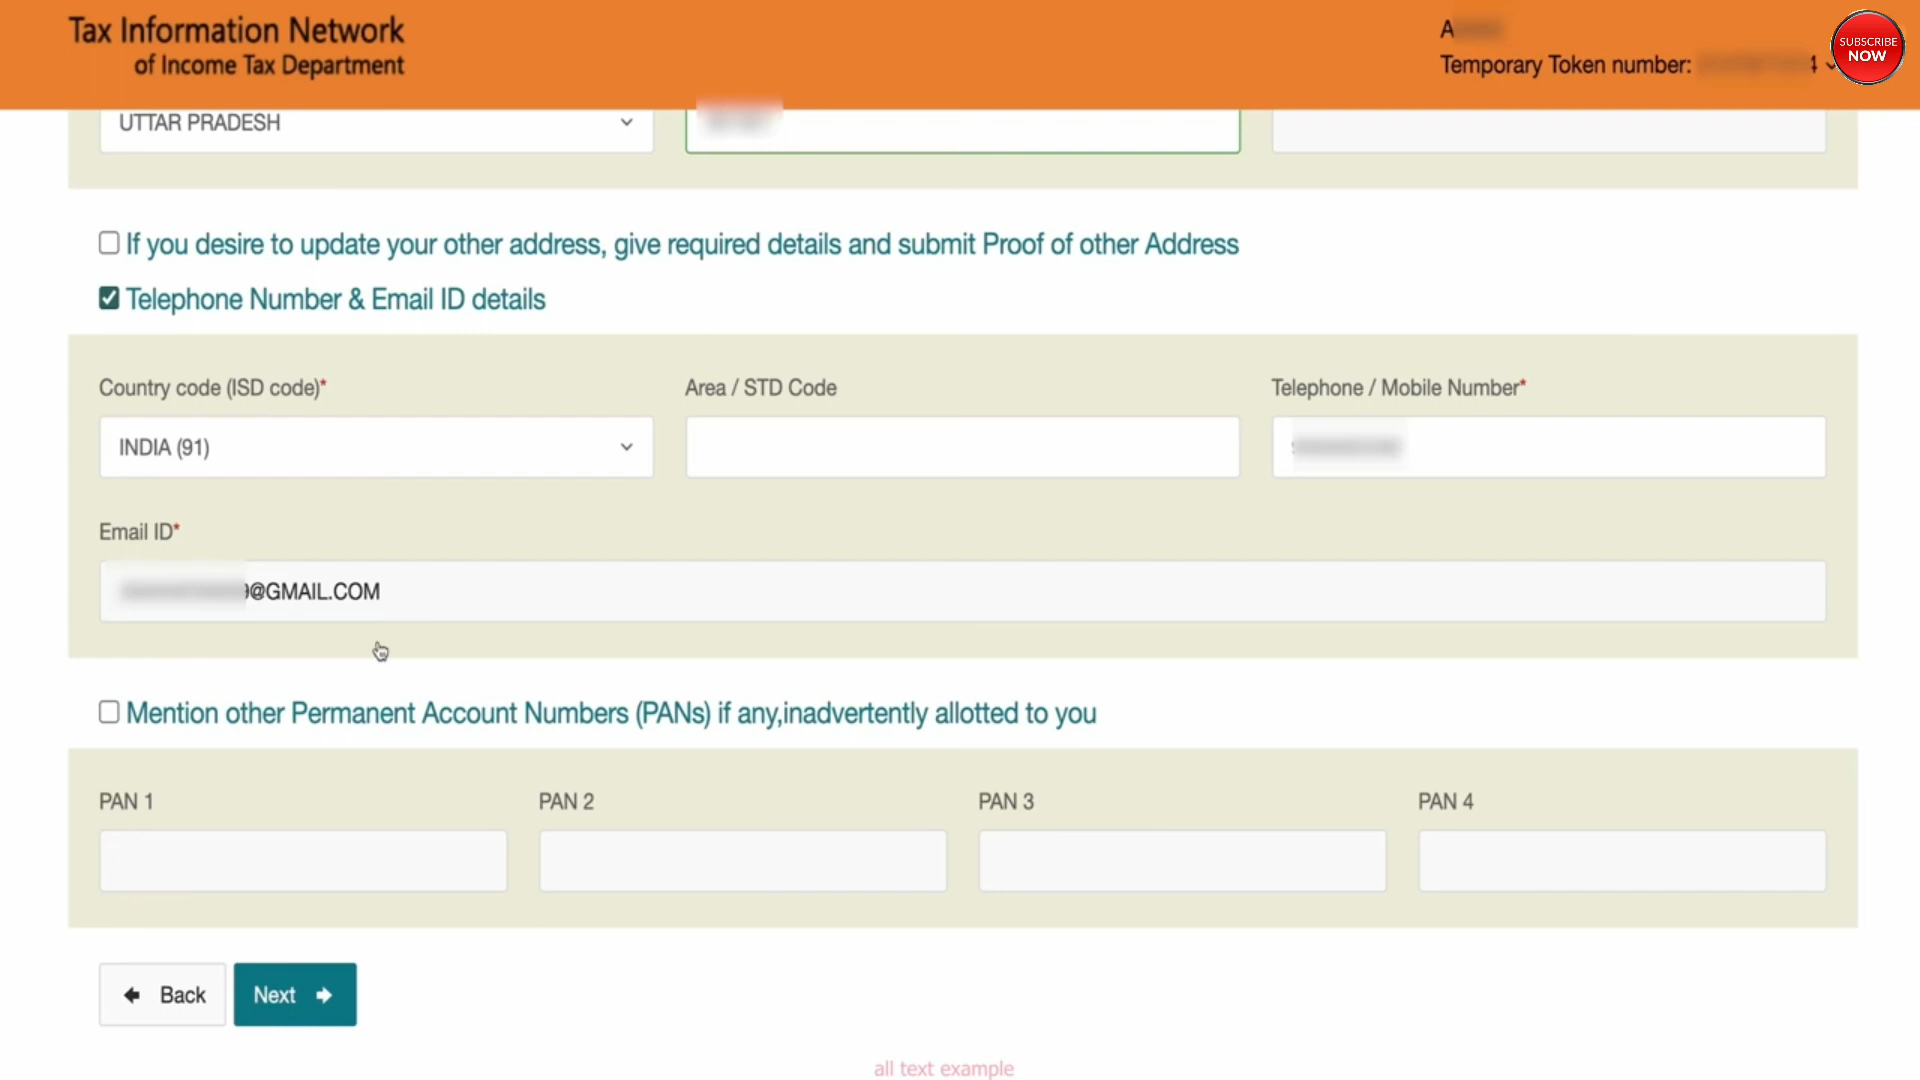 Tax Information Network
of Income Tax Department
Temporary Token number:
SUBSCRIBE
NOW
UTTAR PRADESH
If you desire to update your other address, give required details and submit Proof of other Address
Telephone Number & Email ID details
Country code (ISD code)*
Area / STD Code
Telephone / Mobile Number*
INDIA (91)
Email ID*
@GMAIL.COM
Mention other Permanent Account Numbers (PANs) if any,inadvertently allotted to you
PAN 1
PAN 2
PAN 3
PAN 4
Back
Next
all text example